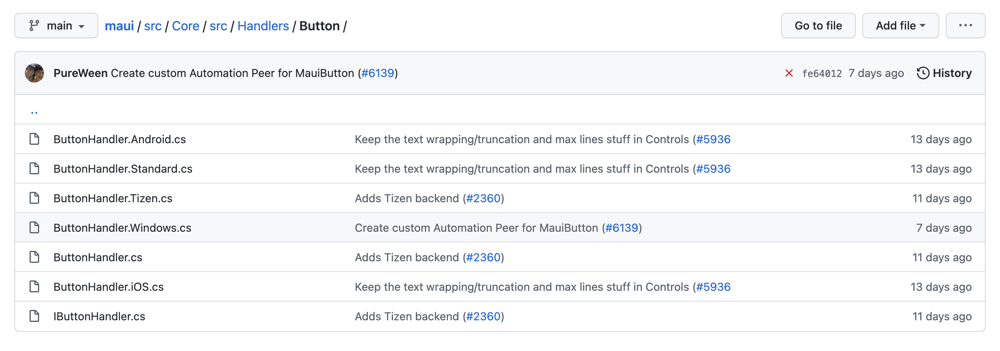 main maui / src / Core / src / Handlers / Button / Go to file Add file ...
PureWeen Create custom Automation Peer for MauiButton (#6139) fe64012 7 days ago History
..
ButtonHandler.Android.cs Keep the text wrapping/truncation and max lines stuff in Controls (#5936 13 days ago
ButtonHandler.Standard.cs Keep the text wrapping/truncation and max lines stuff in Controls (#5936 13 days ago
ButtonHandler.Tizen.cs Adds Tizen backend (#2360) 11 days ago
ButtonHandler.Windows.cs Create custom Automation Peer for MauiButton (#6139) 7 days ago
ButtonHandler.cs Adds Tizen backend (#2360) 11 days ago
ButtonHandler.iOS.cs Keep the text wrapping/truncation and max lines stuff in Controls (#5936 13 days ago
IButtonHandler.cs Adds Tizen backend (#2360) 11 days ago